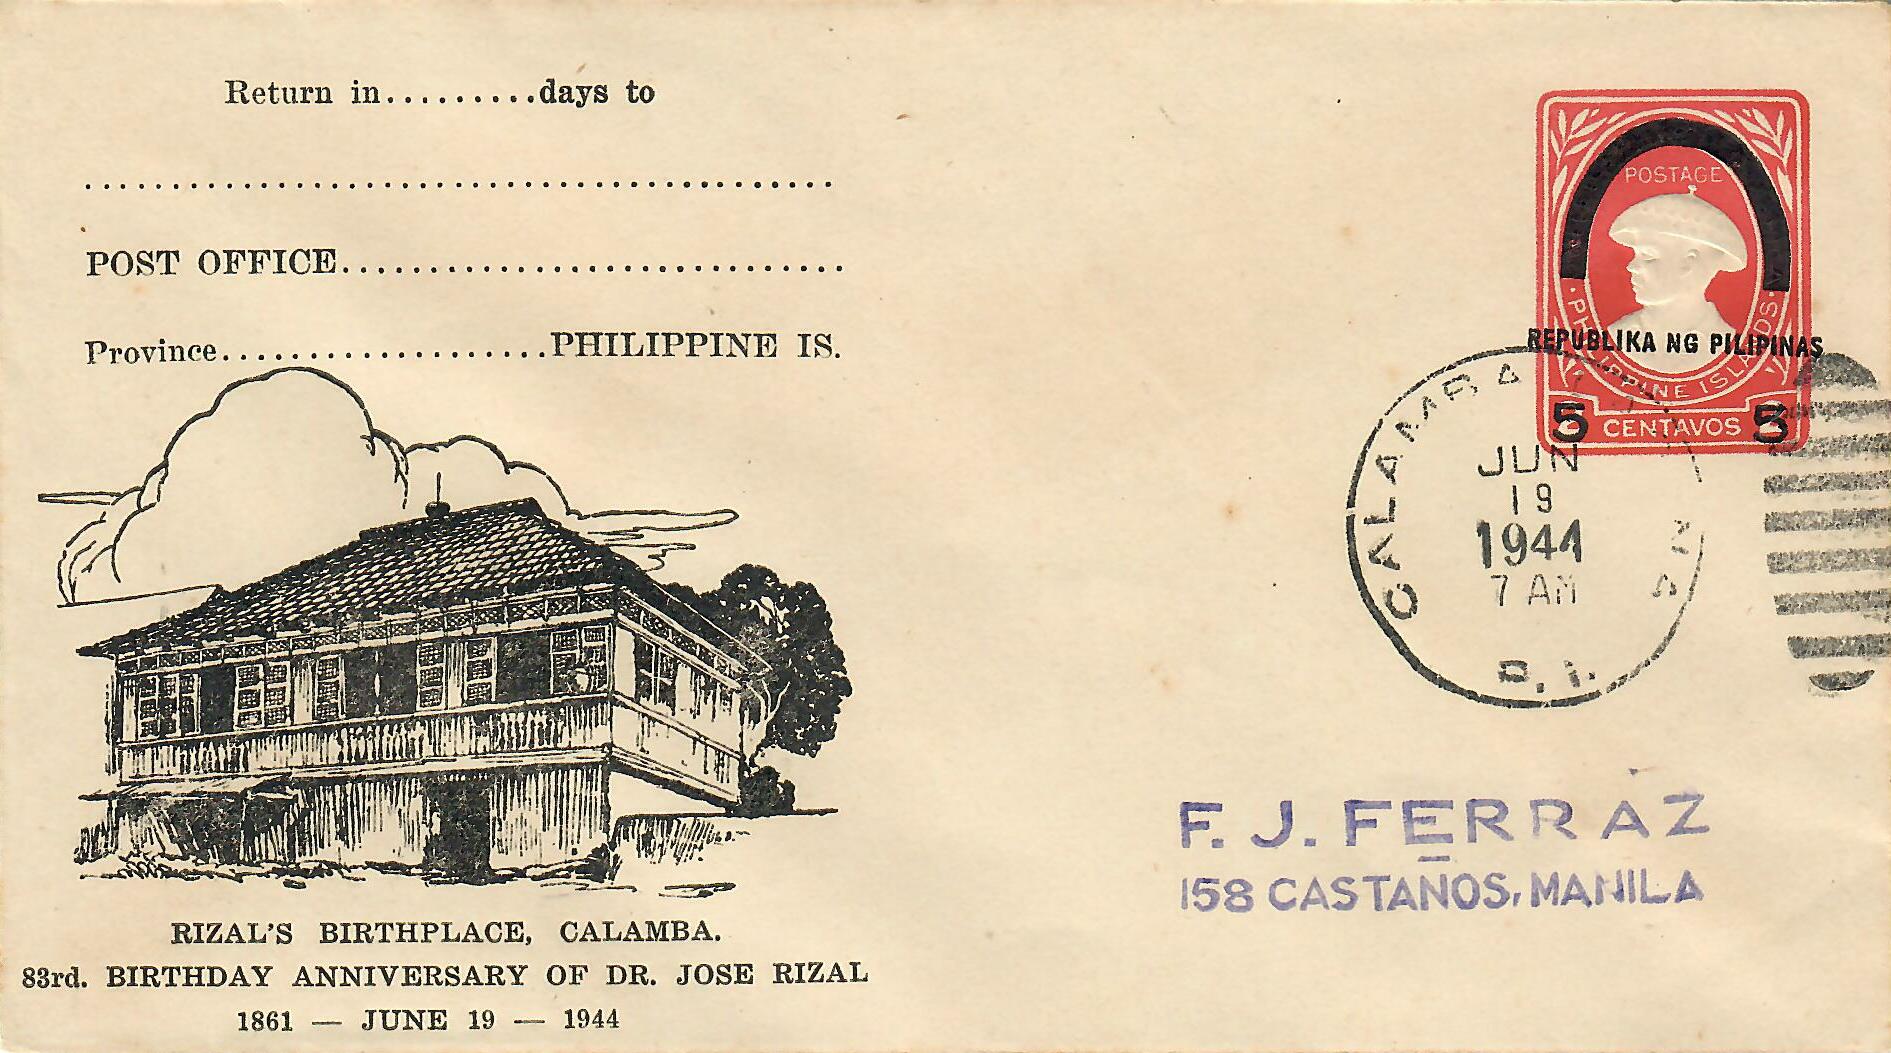 Return in.........days to
POST OFFICE
Province....................PHILIPPINE IS.
POSTAGE
PHILIPPINE ISLANDS
REPUBLIKA NG PILIPINAS
5 CENTAVOS 5
CALAMBA
JUN
19
1944
7 AM
P.I.
F. J. FERRAZ
158 CASTAÑOS, MANILA
RIZAL'S BIRTHPLACE, CALAMBA.
83rd. BIRTHDAY ANNIVERSARY OF DR. JOSE RIZAL
1861 — JUNE 19 — 1944